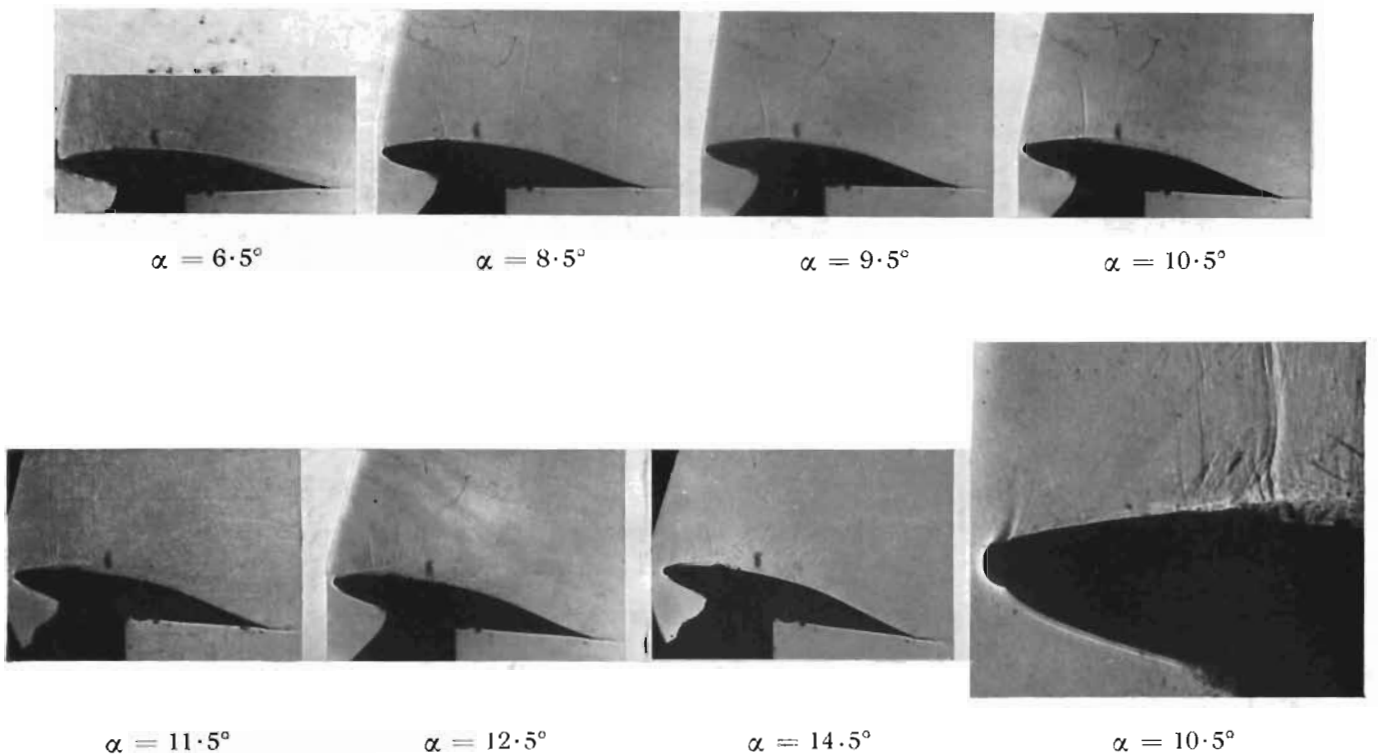 α = 6·5°
α = 8·5°
α = 9·5°
α = 10·5°
α = 11·5°
α = 12·5°
α = 14·5°
α = 10·5°